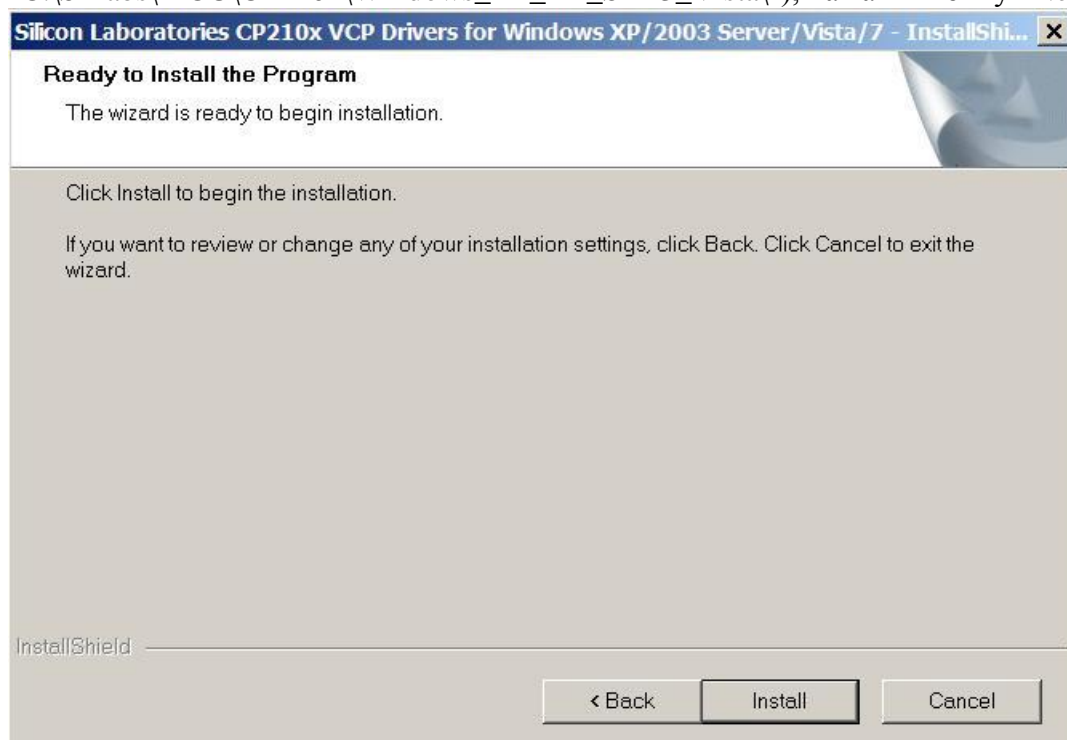 Silicon Laboratories CP210x VCP Drivers for Windows XP/2003 Server/Vista/7 - InstallShi...
Ready to Install the Program
The wizard is ready to begin installation.
Click Install to begin the installation.
If you want to review or change any of your installation settings, click Back. Click Cancel to exit the
wizard.
InstallShield
< Back Install Cancel